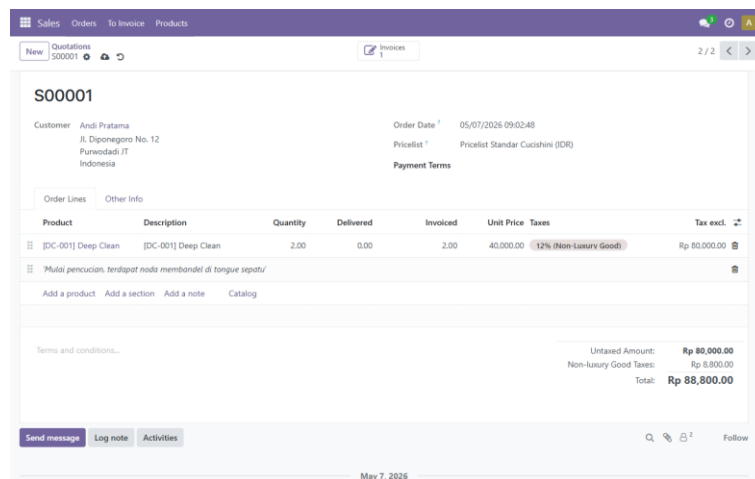 Sales Orders To Invoice Products 3 A
New Quotations S00001 Invoices 1 2 / 2
S00001
Customer Andi Pratama Order Date ? 05/07/2026 09:02:48
Jl. Diponegoro No. 12
Purwodadi JT Pricelist ? Pricelist Standar Cucishini (IDR)
Indonesia
Payment Terms
Order Lines Other Info
Product Description Quantity Delivered Invoiced Unit Price Taxes Tax excl.
[DC-001] Deep Clean [DC-001] Deep Clean 2.00 0.00 2.00 40,000.00 12% (Non-Luxury Good) Rp 80,000.00
'Mulai pencucian, terdapat noda membandel di tongue sepatu'
Add a product Add a section Add a note Catalog
Terms and conditions...
Untaxed Amount: Rp 80,000.00
Non-luxury Good Taxes: Rp 8,800.00
Total: Rp 88,800.00
Send message Log note Activities 2 Follow
May 7, 2026